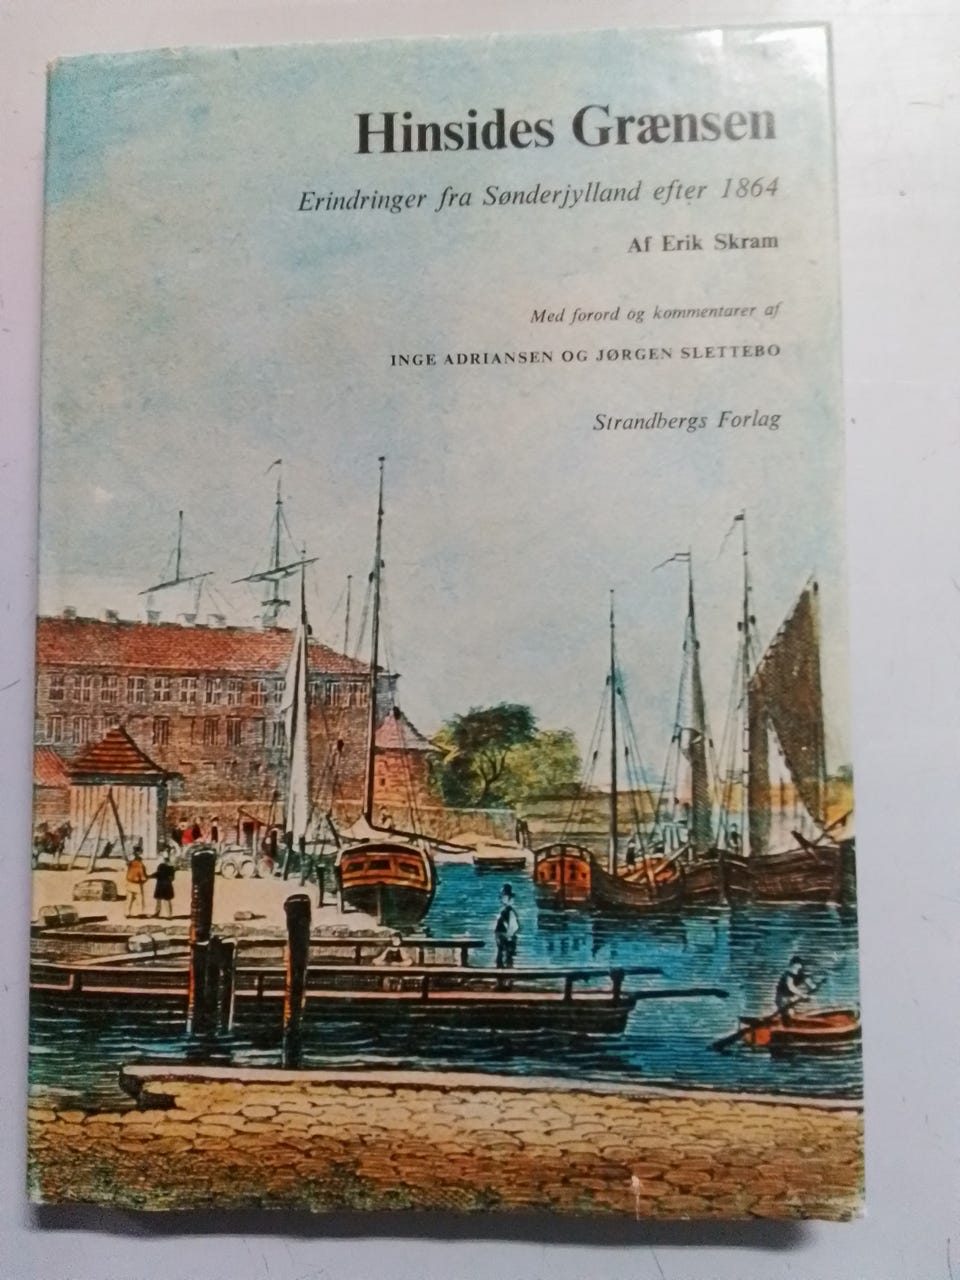 Hinsides Grænsen
Erindringer fra Sønderjylland efter 1864
Af Erik Skram
Med forord og kommentarer af
INGE ADRIANSEN OG JØRGEN SLETTEBO
Strandbergs Forlag